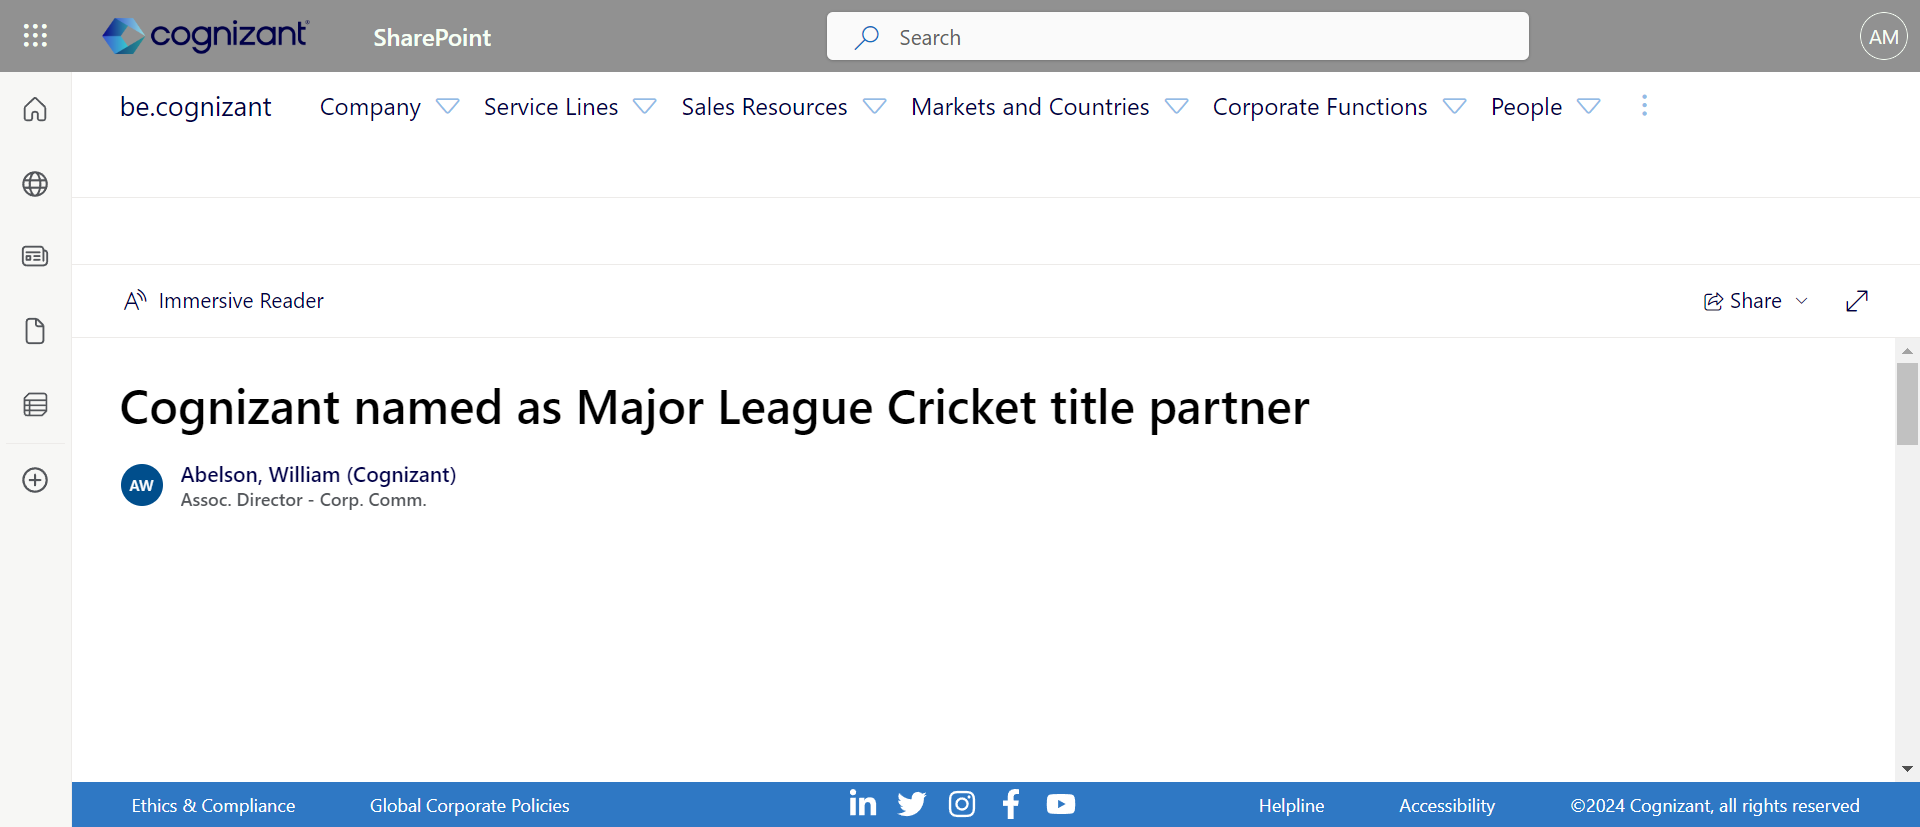 cognizant
SharePoint
Search
AM
be.cognizant
Company
Service Lines
Sales Resources
Markets and Countries
Corporate Functions
People
Immersive Reader
Share
Cognizant named as Major League Cricket title partner
AW
Abelson, William (Cognizant)
Assoc. Director - Corp. Comm.
Ethics & Compliance
Global Corporate Policies
Helpline
Accessibility
©2024 Cognizant, all rights reserved